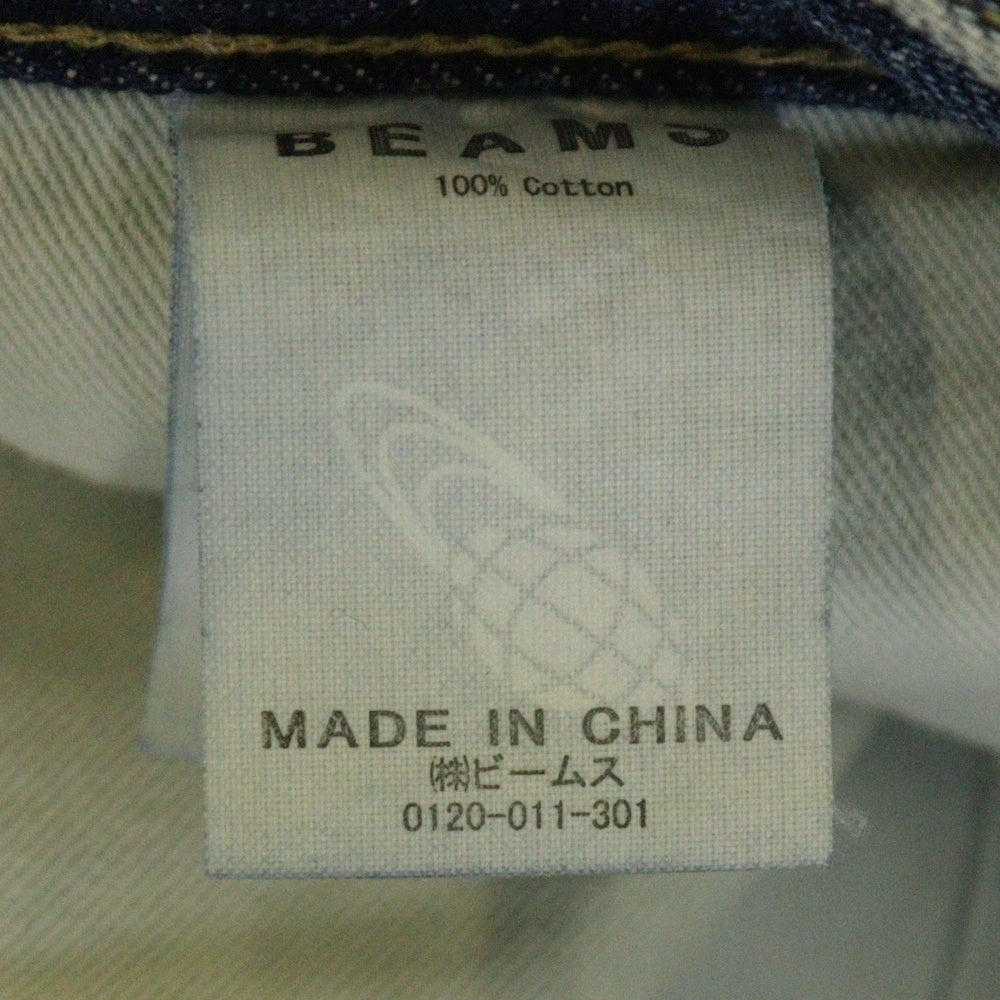 BEAMS
100% Cotton
MADE IN CHINA
㈱ビームス
0120-011-301